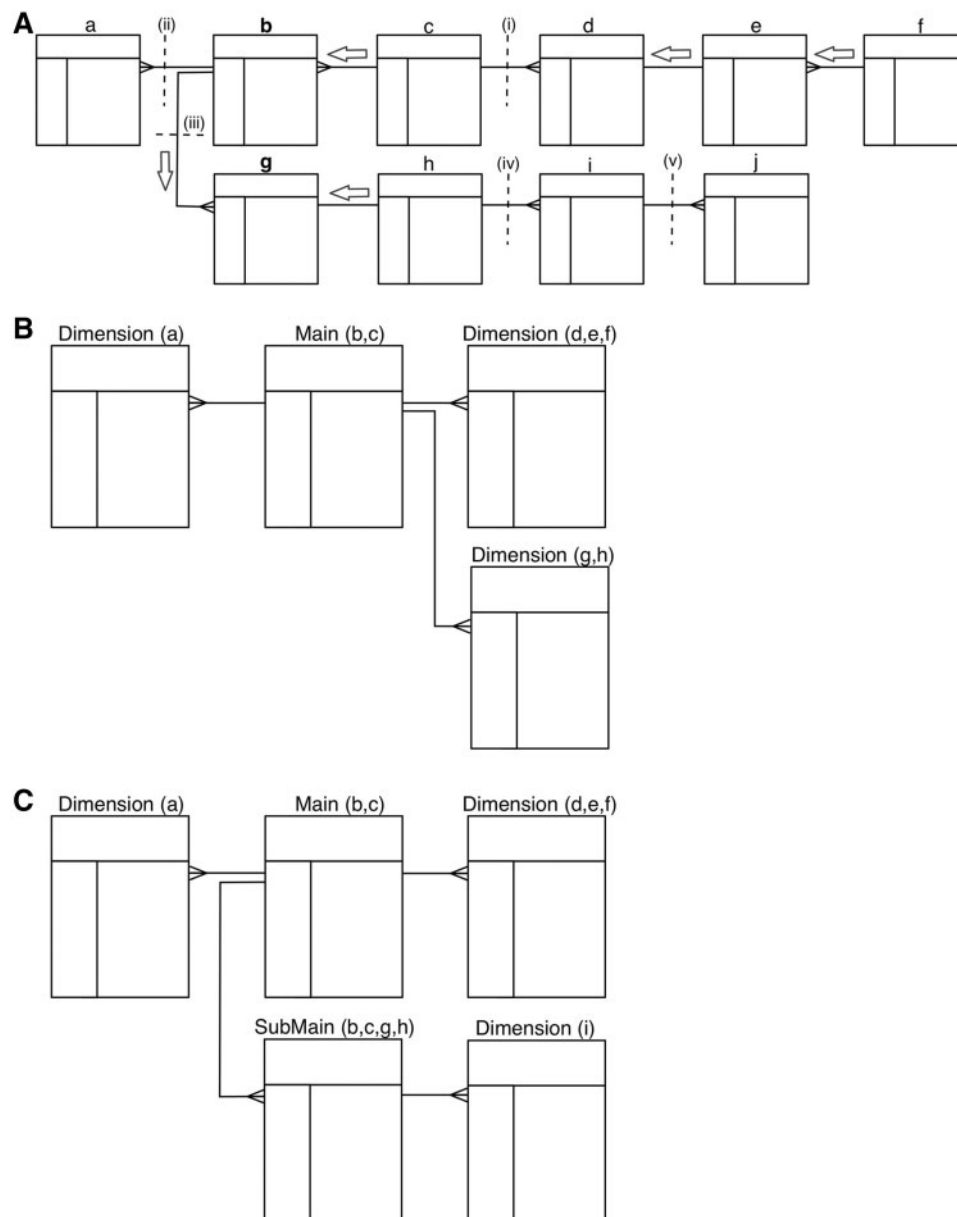 A
a (ii) b c (i) d e f
(iii)
g h (iv) i (v) j
B
Dimension (a) Main (b,c) Dimension (d,e,f)
Dimension (g,h)
C
Dimension (a) Main (b,c) Dimension (d,e,f)
SubMain (b,c,g,h) Dimension (i)